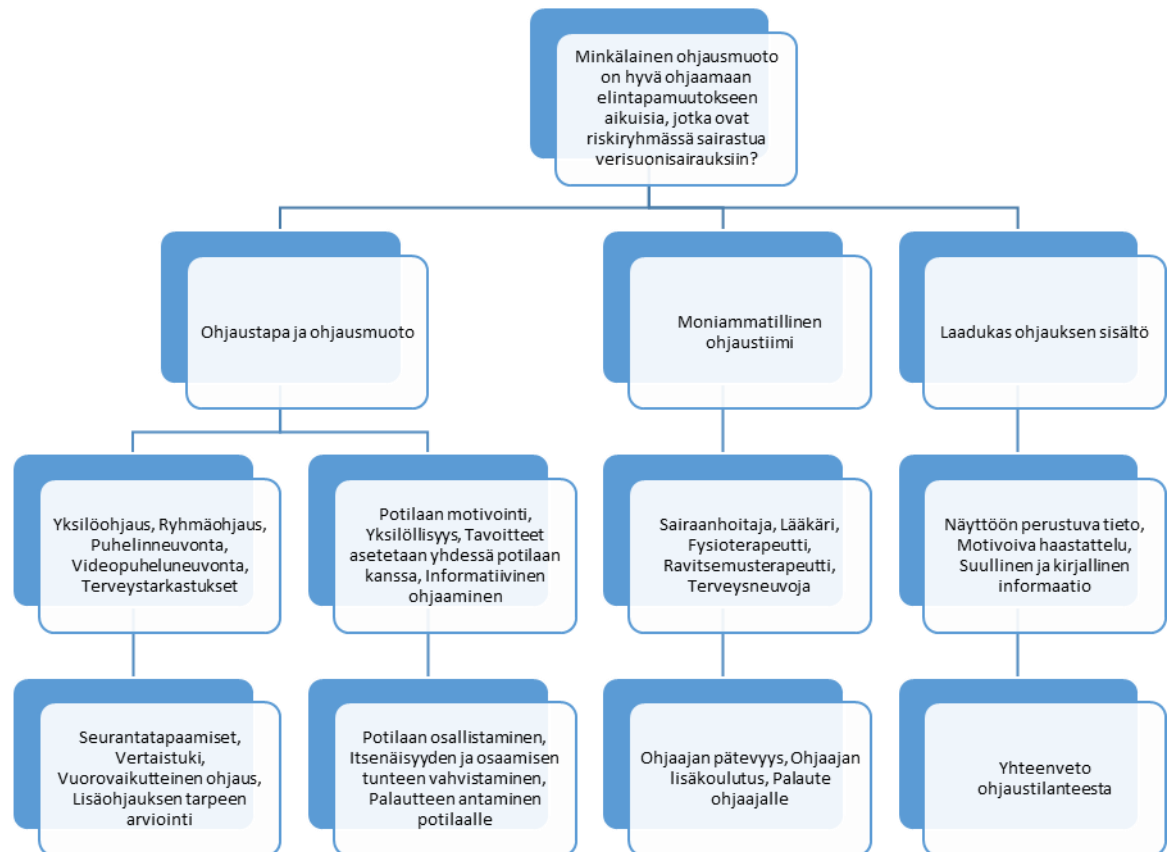 Minkälainen ohjausmuoto
on hyvä ohjaamaan
elintapamuutokseen
aikuisia, jotka ovat
riskiryhmässä sairastua
verisuonisairauksiin?
Ohjaustapa ja ohjausmuoto
Moniammatillinen
ohjaustiimi
Laadukas ohjauksen sisältö
Yksilöohjaus, Ryhmäohjaus,
Puhelinneuvonta,
Videopuheluneuvonta,
Terveystarkastukset
Potilaan motivointi,
Yksilöllisyys, Tavoitteet
asetetaan yhdessä potilaan
kanssa, Informatiivinen
ohjaaminen
Sairaanhoitaja, Lääkäri,
Fysioterapeutti,
Ravitsemusterapeutti,
Terveysneuvoja
Näyttöön perustuva tieto,
Motivoiva haastattelu,
Suullinen ja kirjallinen
informaatio
Seurantatapaamiset,
Vertaistuki,
Vuorovaikutteinen ohjaus,
Lisäohjauksen tarpeen
arviointi
Potilaan osallistaminen,
Itsenäisyyden ja osaamisen
tunteen vahvistaminen,
Palautteen antaminen
potilaalle
Ohjaajan pätevyys, Ohjaajan
lisäkoulutus, Palaute
ohjaajalle
Yhteenveto
ohjaustilanteesta